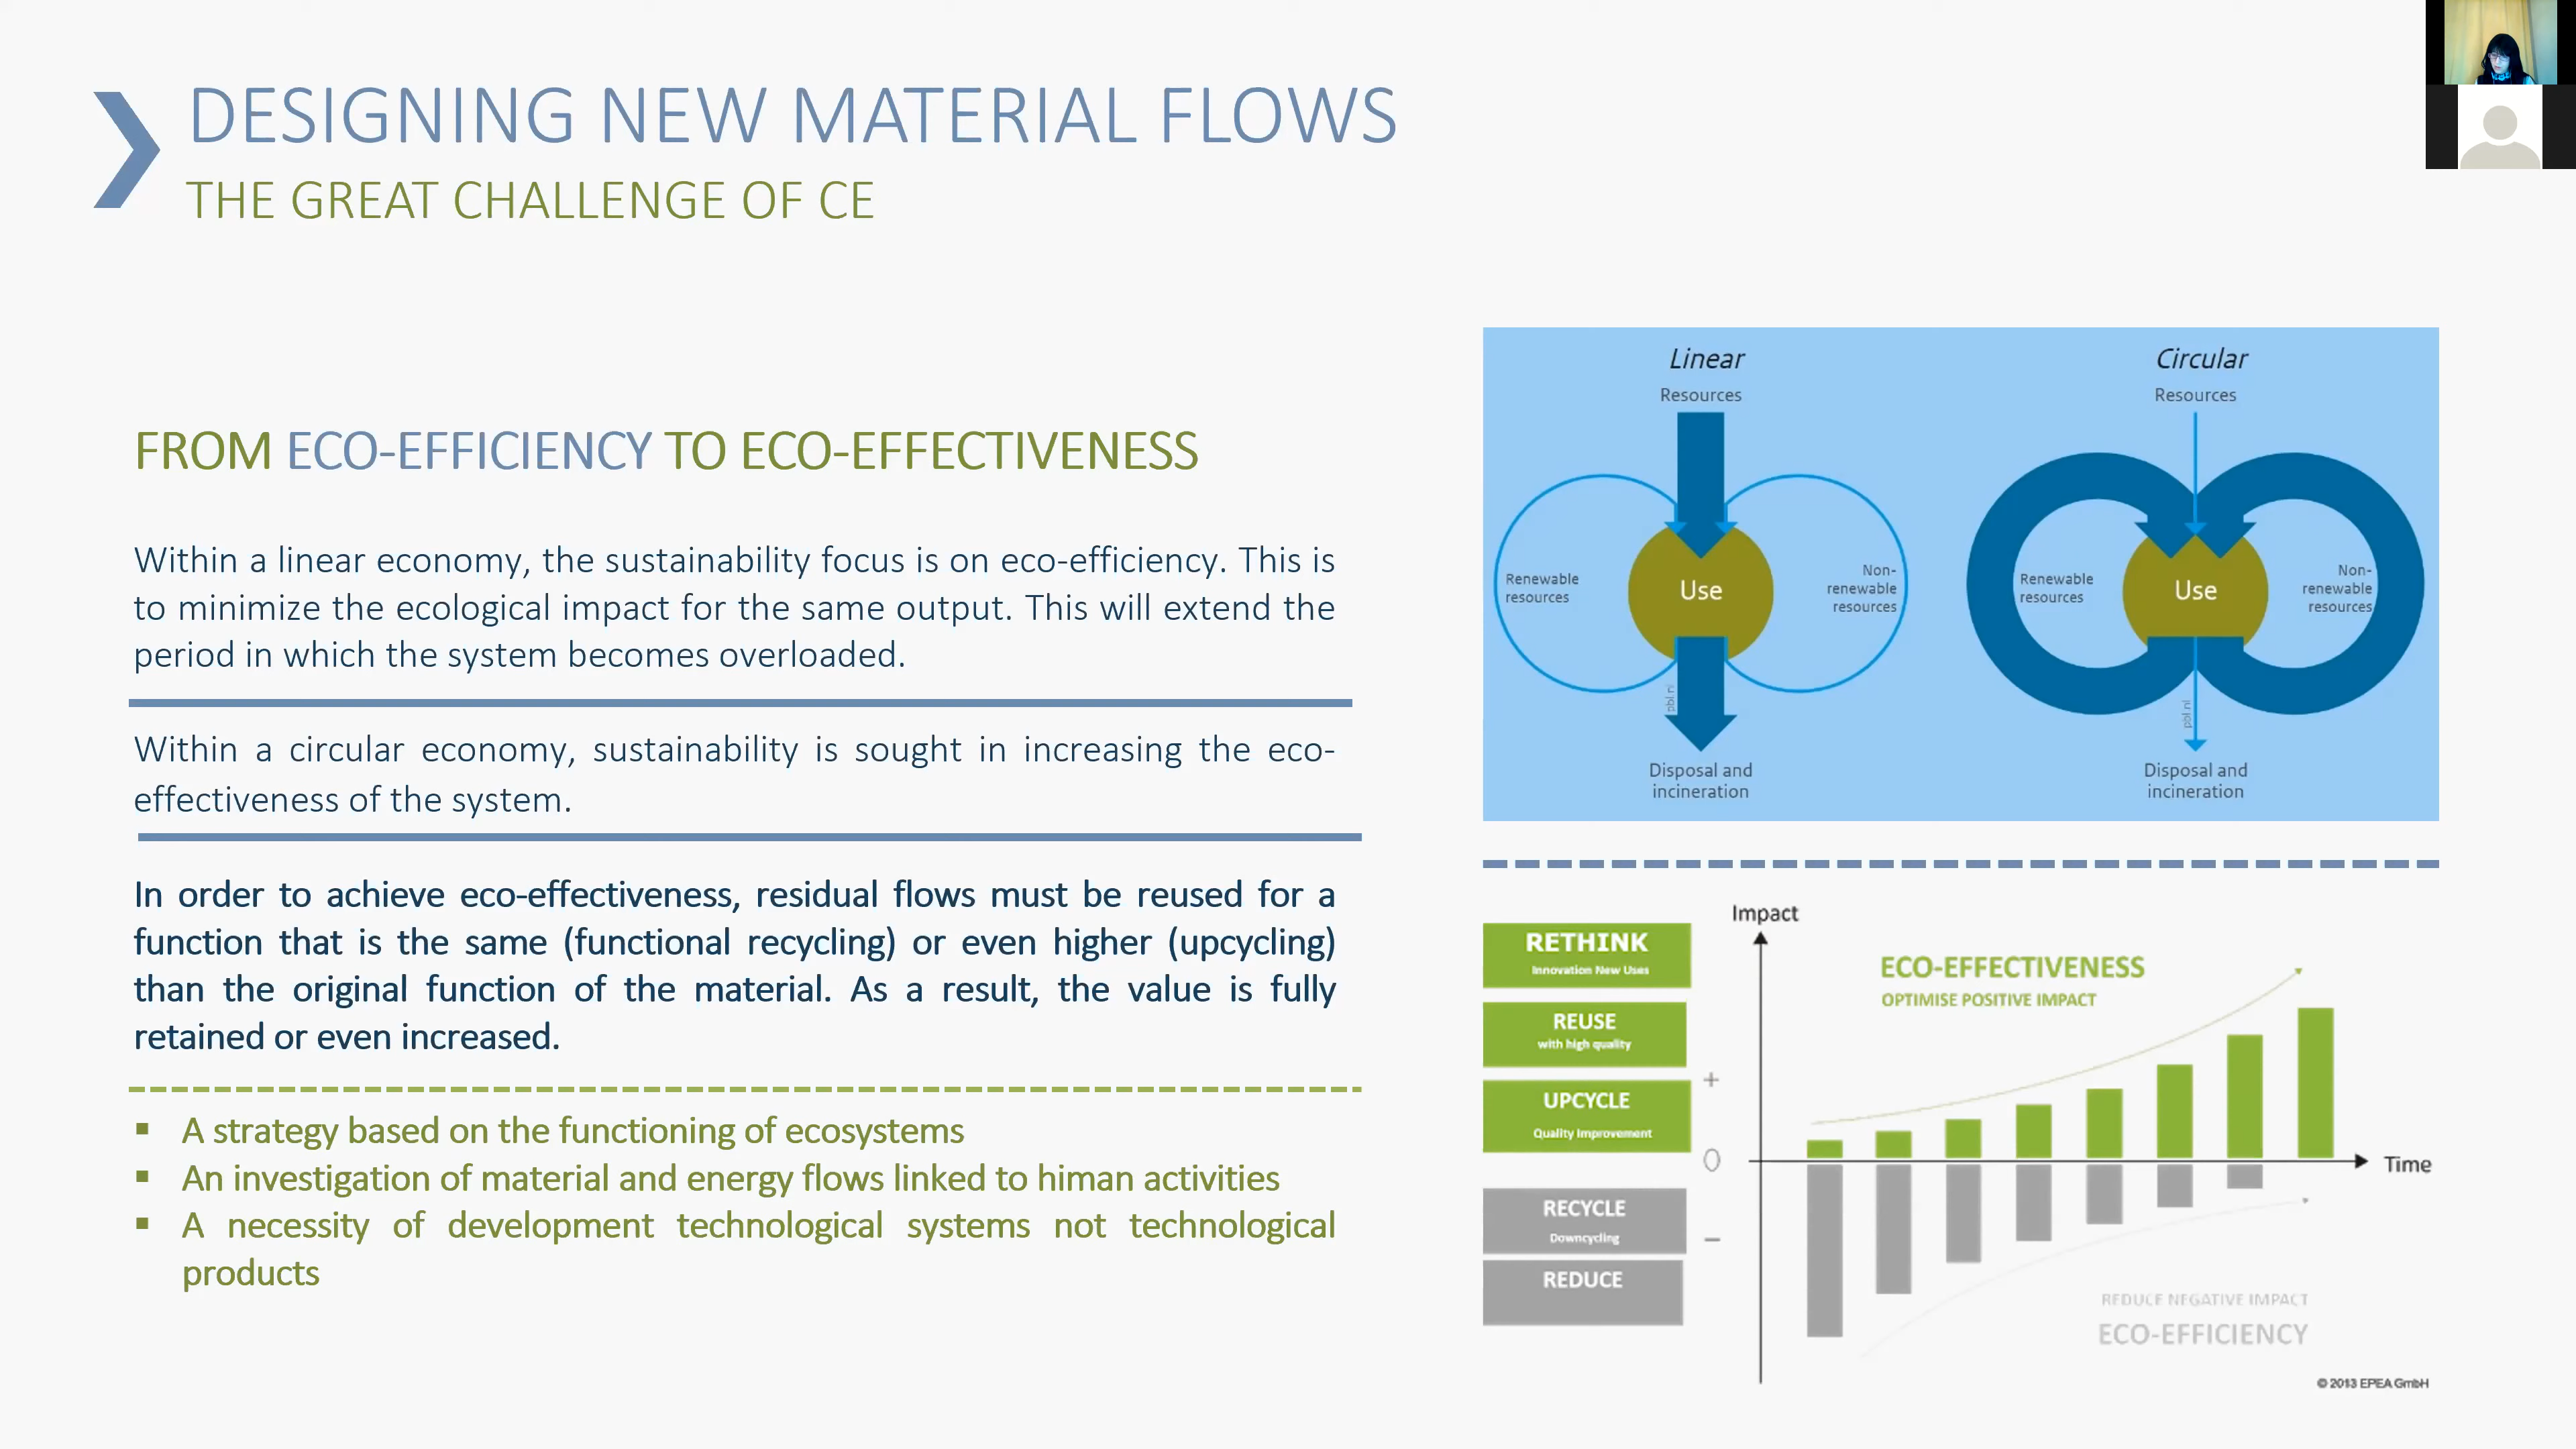 DESIGNING NEW MATERIAL FLOWS
THE GREAT CHALLENGE OF CE
FROM ECO-EFFICIENCY TO ECO-EFFECTIVENESS
Within a linear economy, the sustainability focus is on eco-efficiency. This is
to minimize the ecological impact for the same output. This will extend the
period in which the system becomes overloaded.
Within a circular economy, sustainability is sought in increasing the eco-
effectiveness of the system.
In order to achieve eco-effectiveness, residual flows must be reused for a
function that is the same (functional recycling) or even higher (upcycling)
than the original function of the material. As a result, the value is fully
retained or even increased.
▪ A strategy based on the functioning of ecosystems
▪ An investigation of material and energy flows linked to himan activities
▪ A necessity of development technological systems not technological
products
Linear
Resources
Renewable
resources
Use
Non-
renewable
resources
pbl.nl
Disposal and
incineration
Circular
Resources
Renewable
resources
Use
Non-
renewable
resources
pbl.nl
Disposal and
incineration
RETHINK
Innovation New Uses
REUSE
with high quality
UPCYCLE
Quality Improvement
RECYCLE
Downcycling
REDUCE
Impact
+
0
−
ECO-EFFECTIVENESS
OPTIMISE POSITIVE IMPACT
Time
REDUCE NEGATIVE IMPACT
ECO-EFFICIENCY
© 2013 EPEA GmbH